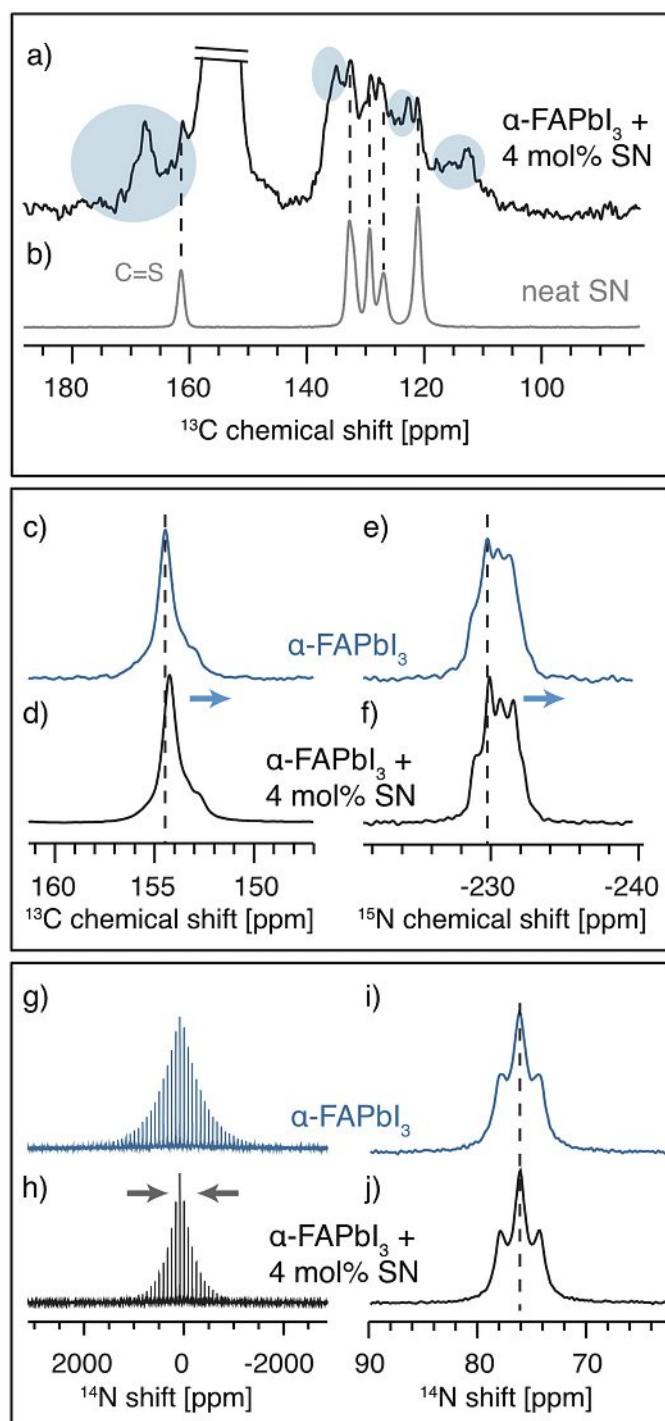 a)
α-FAPbI₃ +
4 mol% SN
b)
C=S
neat SN
180 160 140 120 100
¹³C chemical shift [ppm]
c) e)
α-FAPbI₃
d) f)
α-FAPbI₃ +
4 mol% SN
160 150 -230 -240
¹³C chemical shift [ppm] ¹⁵N chemical shift [ppm]
g) i)
α-FAPbI₃
h) j)
α-FAPbI₃ +
4 mol% SN
2000 0 -2000 90 80 70
¹⁴N shift [ppm] ¹⁴N shift [ppm]